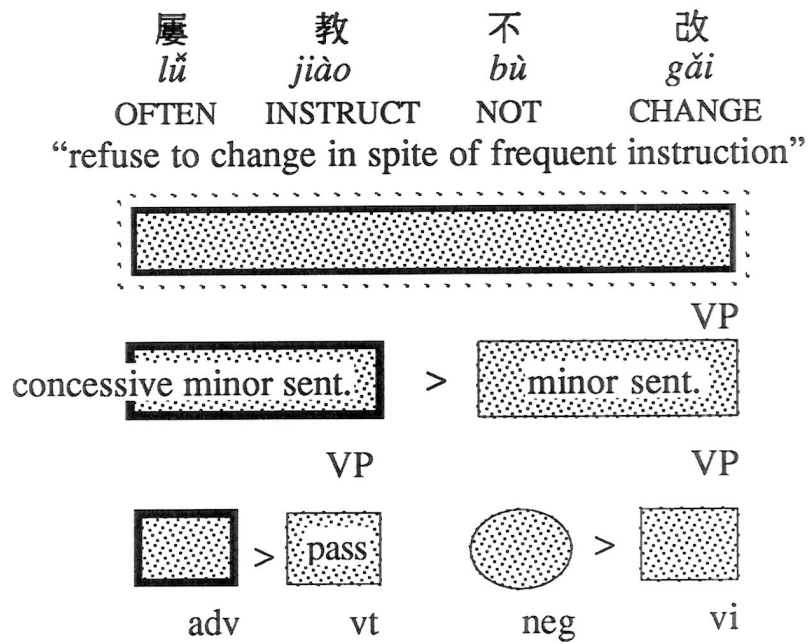 屢 教 不 改
lǚ jiào bù gǎi
OFTEN INSTRUCT NOT CHANGE
“refuse to change in spite of frequent instruction”
VP
concessive minor sent. > minor sent.
VP VP
> pass >
adv vt neg vi